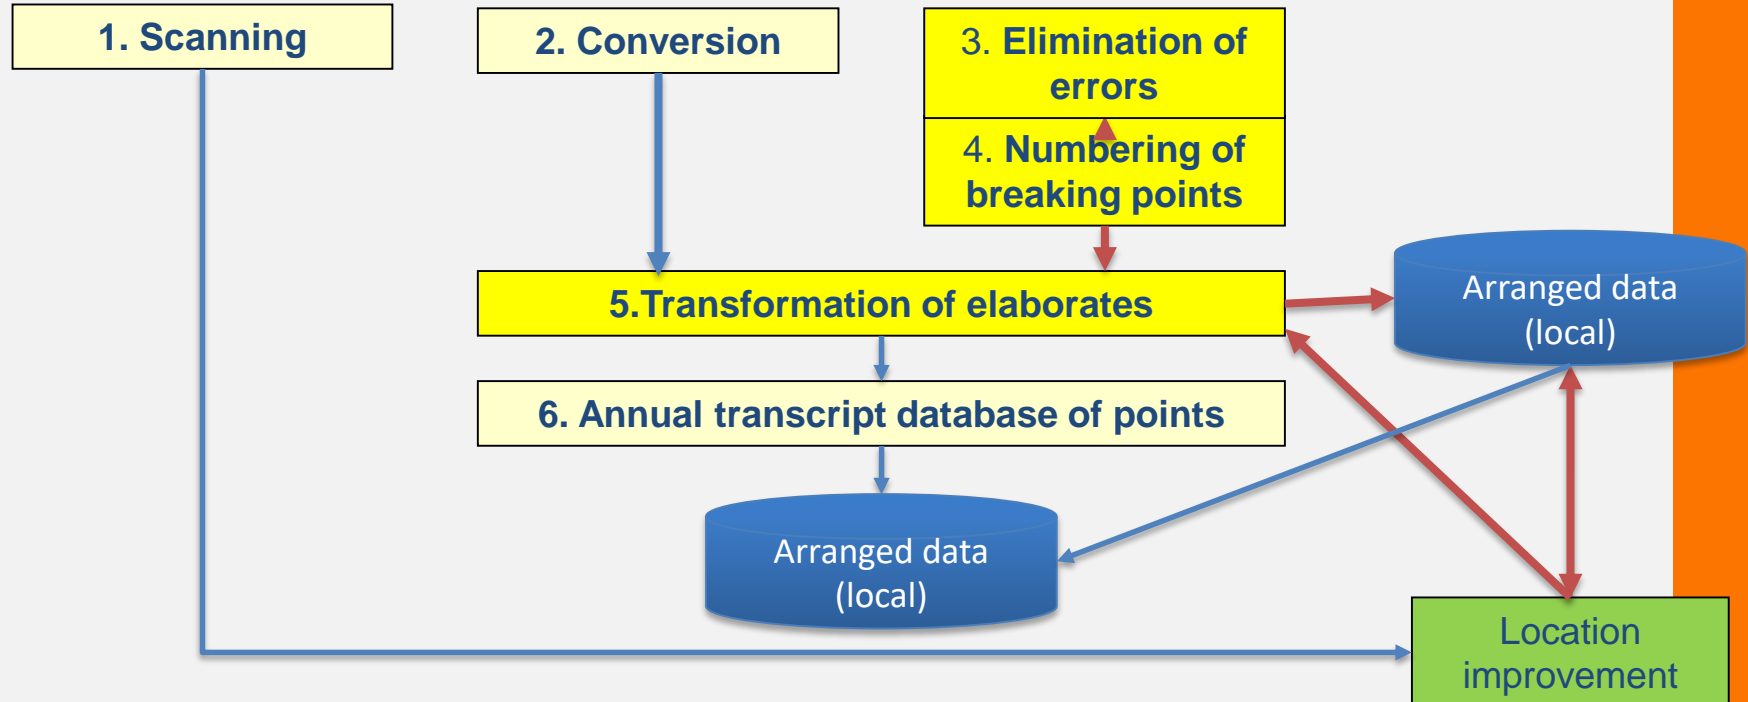 1. Scanning
2. Conversion
3. Elimination of
errors
4. Numbering of
breaking points
5.Transformation of elaborates
Arranged data
(local)
6. Annual transcript database of points
Arranged data
(local)
Location
improvement